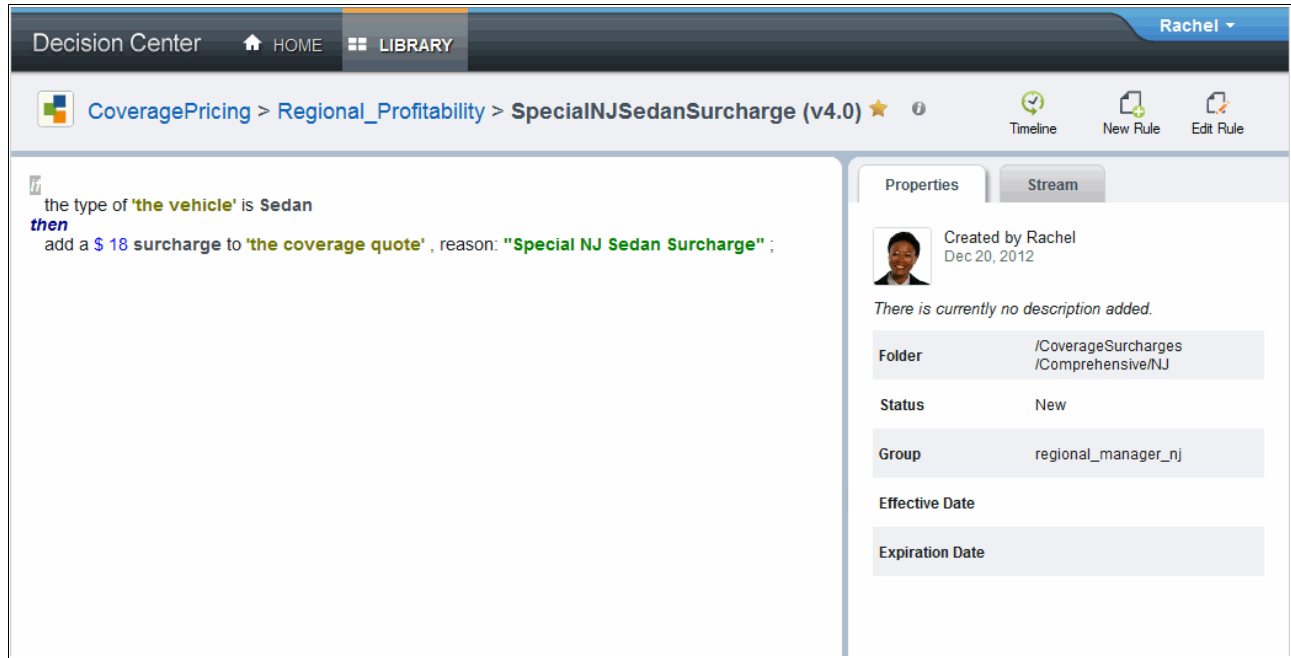 Rachel
Decision Center HOME LIBRARY
CoveragePricing > Regional_Profitability > SpecialNJSedanSurcharge (v4.0)
Timeline New Rule Edit Rule
Properties Stream
if
the type of 'the vehicle' is Sedan
then
add a $ 18 surcharge to 'the coverage quote' , reason: "Special NJ Sedan Surcharge" ;
Created by Rachel
Dec 20, 2012
There is currently no description added.
Folder /CoverageSurcharges
/Comprehensive/NJ
Status New
Group regional_manager_nj
Effective Date
Expiration Date